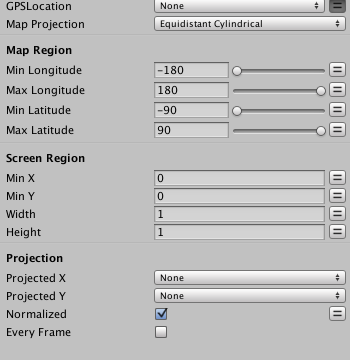 GPSLocation None
Map Projection Equidistant Cylindrical
Map Region
Min Longitude -180
Max Longitude 180
Min Latitude -90
Max Latitude 90
Screen Region
Min X 0
Min Y 0
Width 1
Height 1
Projection
Projected X None
Projected Y None
Normalized
Every Frame